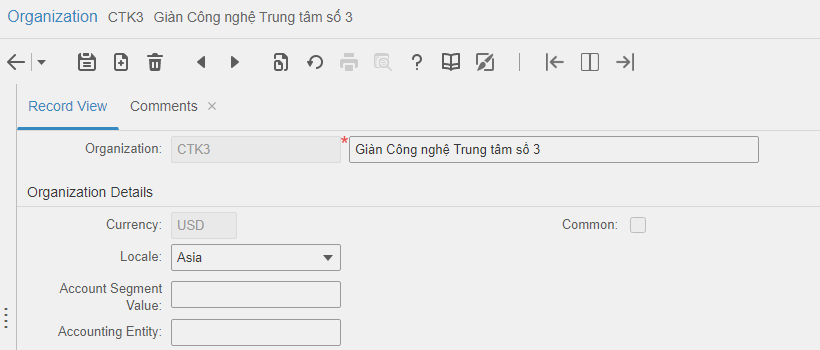 Organization CTK3 Giàn Công nghệ Trung tâm số 3
Record View Comments ×
Organization: CTK3 * Giàn Công nghệ Trung tâm số 3
Organization Details
Currency: USD Common:
Locale: Asia
Account Segment
Value:
Accounting Entity: